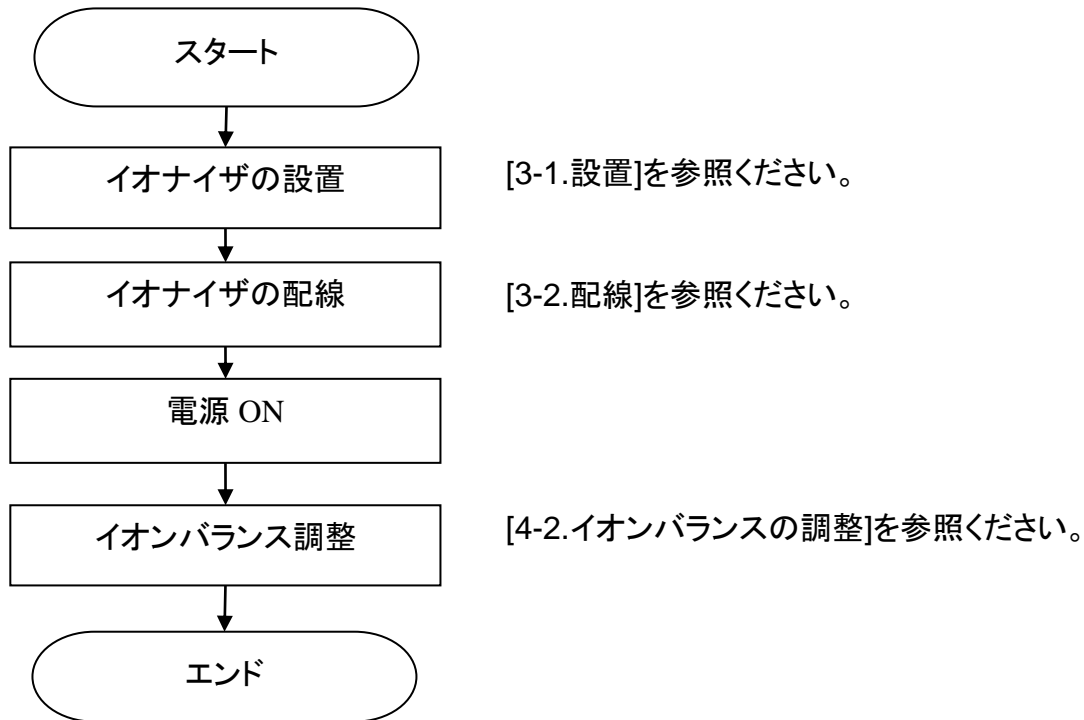 スタート
イオナイザの設置
[3-1.設置]を参照ください。
イオナイザの配線
[3-2.配線]を参照ください。
電源 ON
イオンバランス調整
[4-2.イオンバランスの調整]を参照ください。
エンド